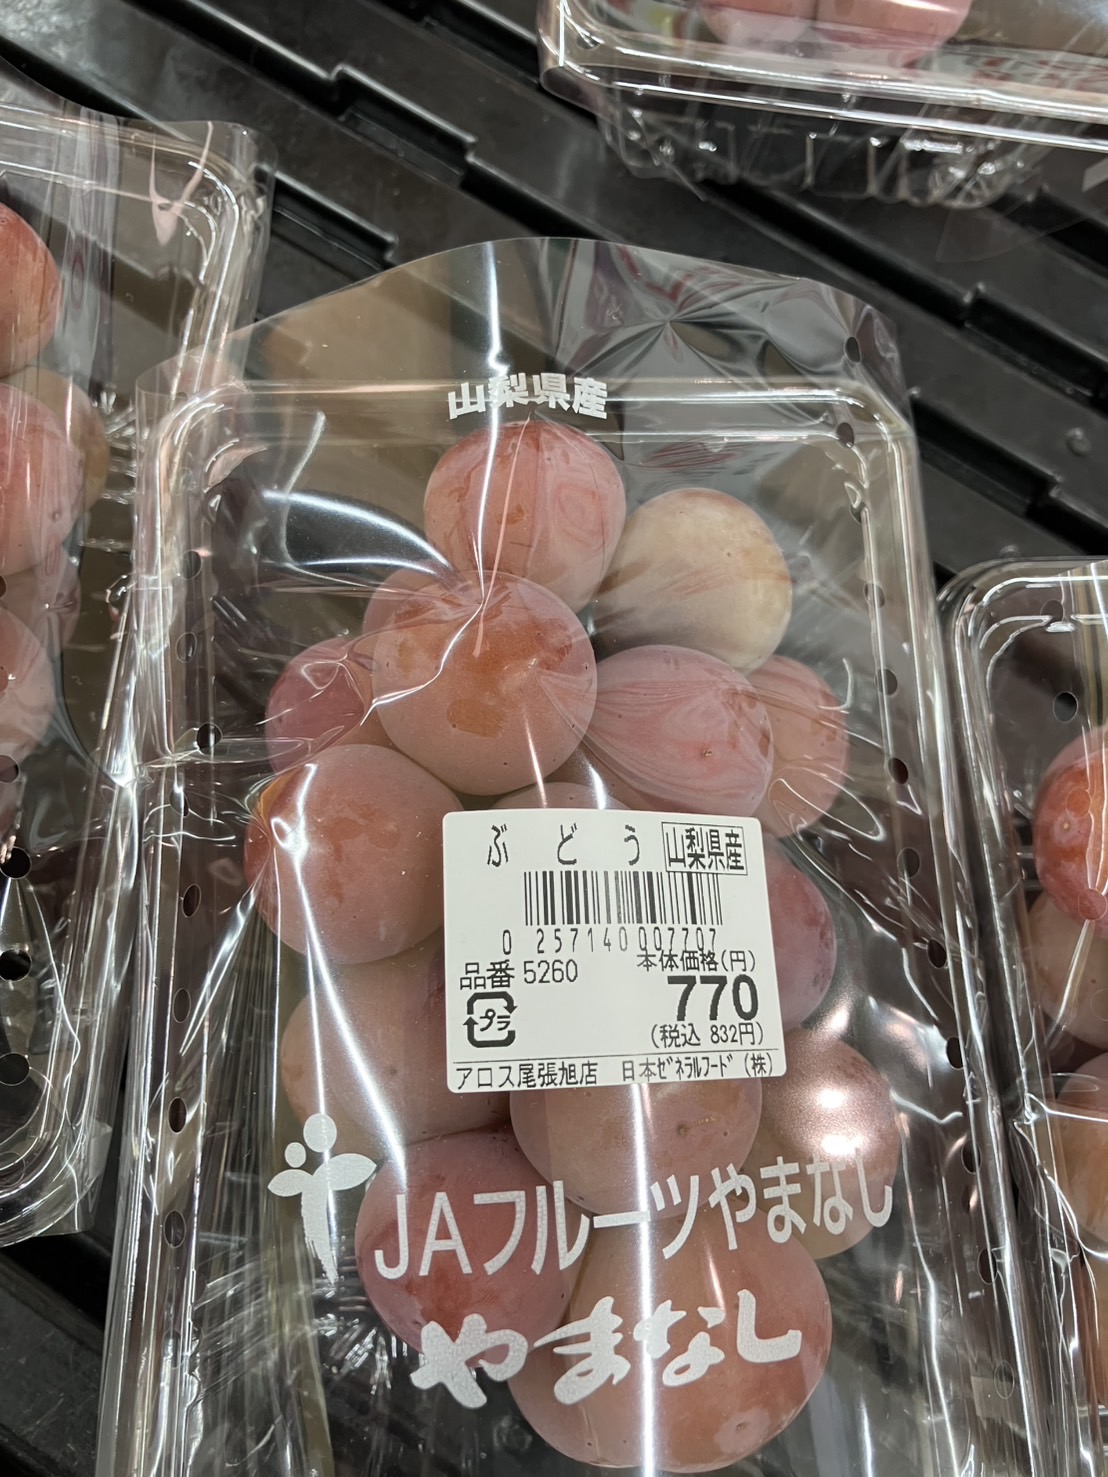 山梨県産
ぶどう 山梨県産
0 257140 007707
品番 5260 本体価格(円)
770
プラ
(税込 832円)
アロス尾張旭店 日本ｾﾞﾈﾗﾙﾌｰﾄﾞ(株)
JAフルーツやまなし
やまなし